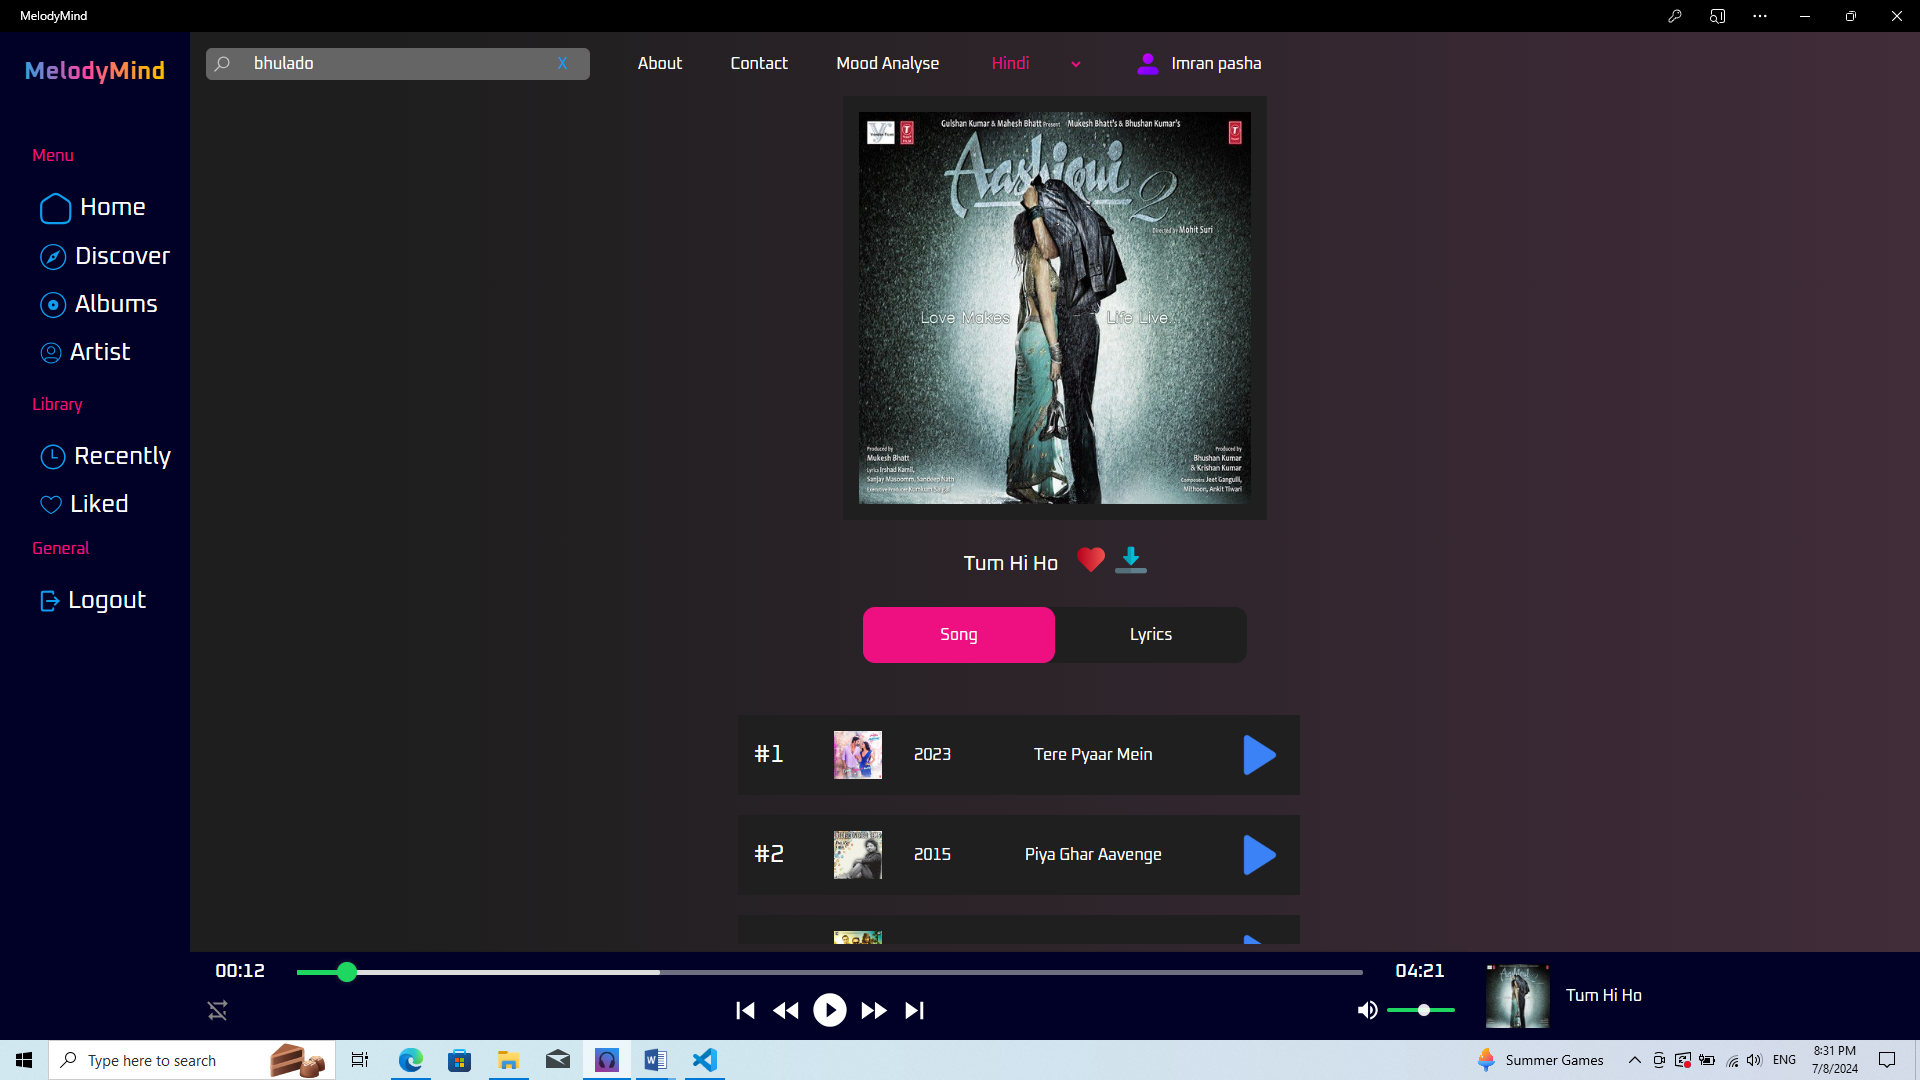 MelodyMind
MelodyMind
bhulado X
About
Contact
Mood Analyse
Hindi
Imran pasha
Menu
Home
Discover
Albums
Artist
Library
Recently
Liked
General
Logout
Gulshan Kumar & Mahesh Bhatt Present Mukesh Bhatt's & Bhushan Kumar's
Aashiqui 2
Directed by Mohit Suri
Love Makes Life Live..
Produced by
Mukesh Bhatt
Lyrics Irshad Kamil,
Sanjay Masoomm, Sandeep Nath
Executive Producer Kumkum Saigal
Produced by
Bhushan Kumar
& Krishan Kumar
Composers Jeet Gangulli,
Mithoon, Ankit Tiwari
Tum Hi Ho
Song
Lyrics
#1 2023 Tere Pyaar Mein
#2 2015 Piya Ghar Aavenge
00:12
04:21
Tum Hi Ho
Type here to search
Summer Games
ENG
8:31 PM
7/8/2024